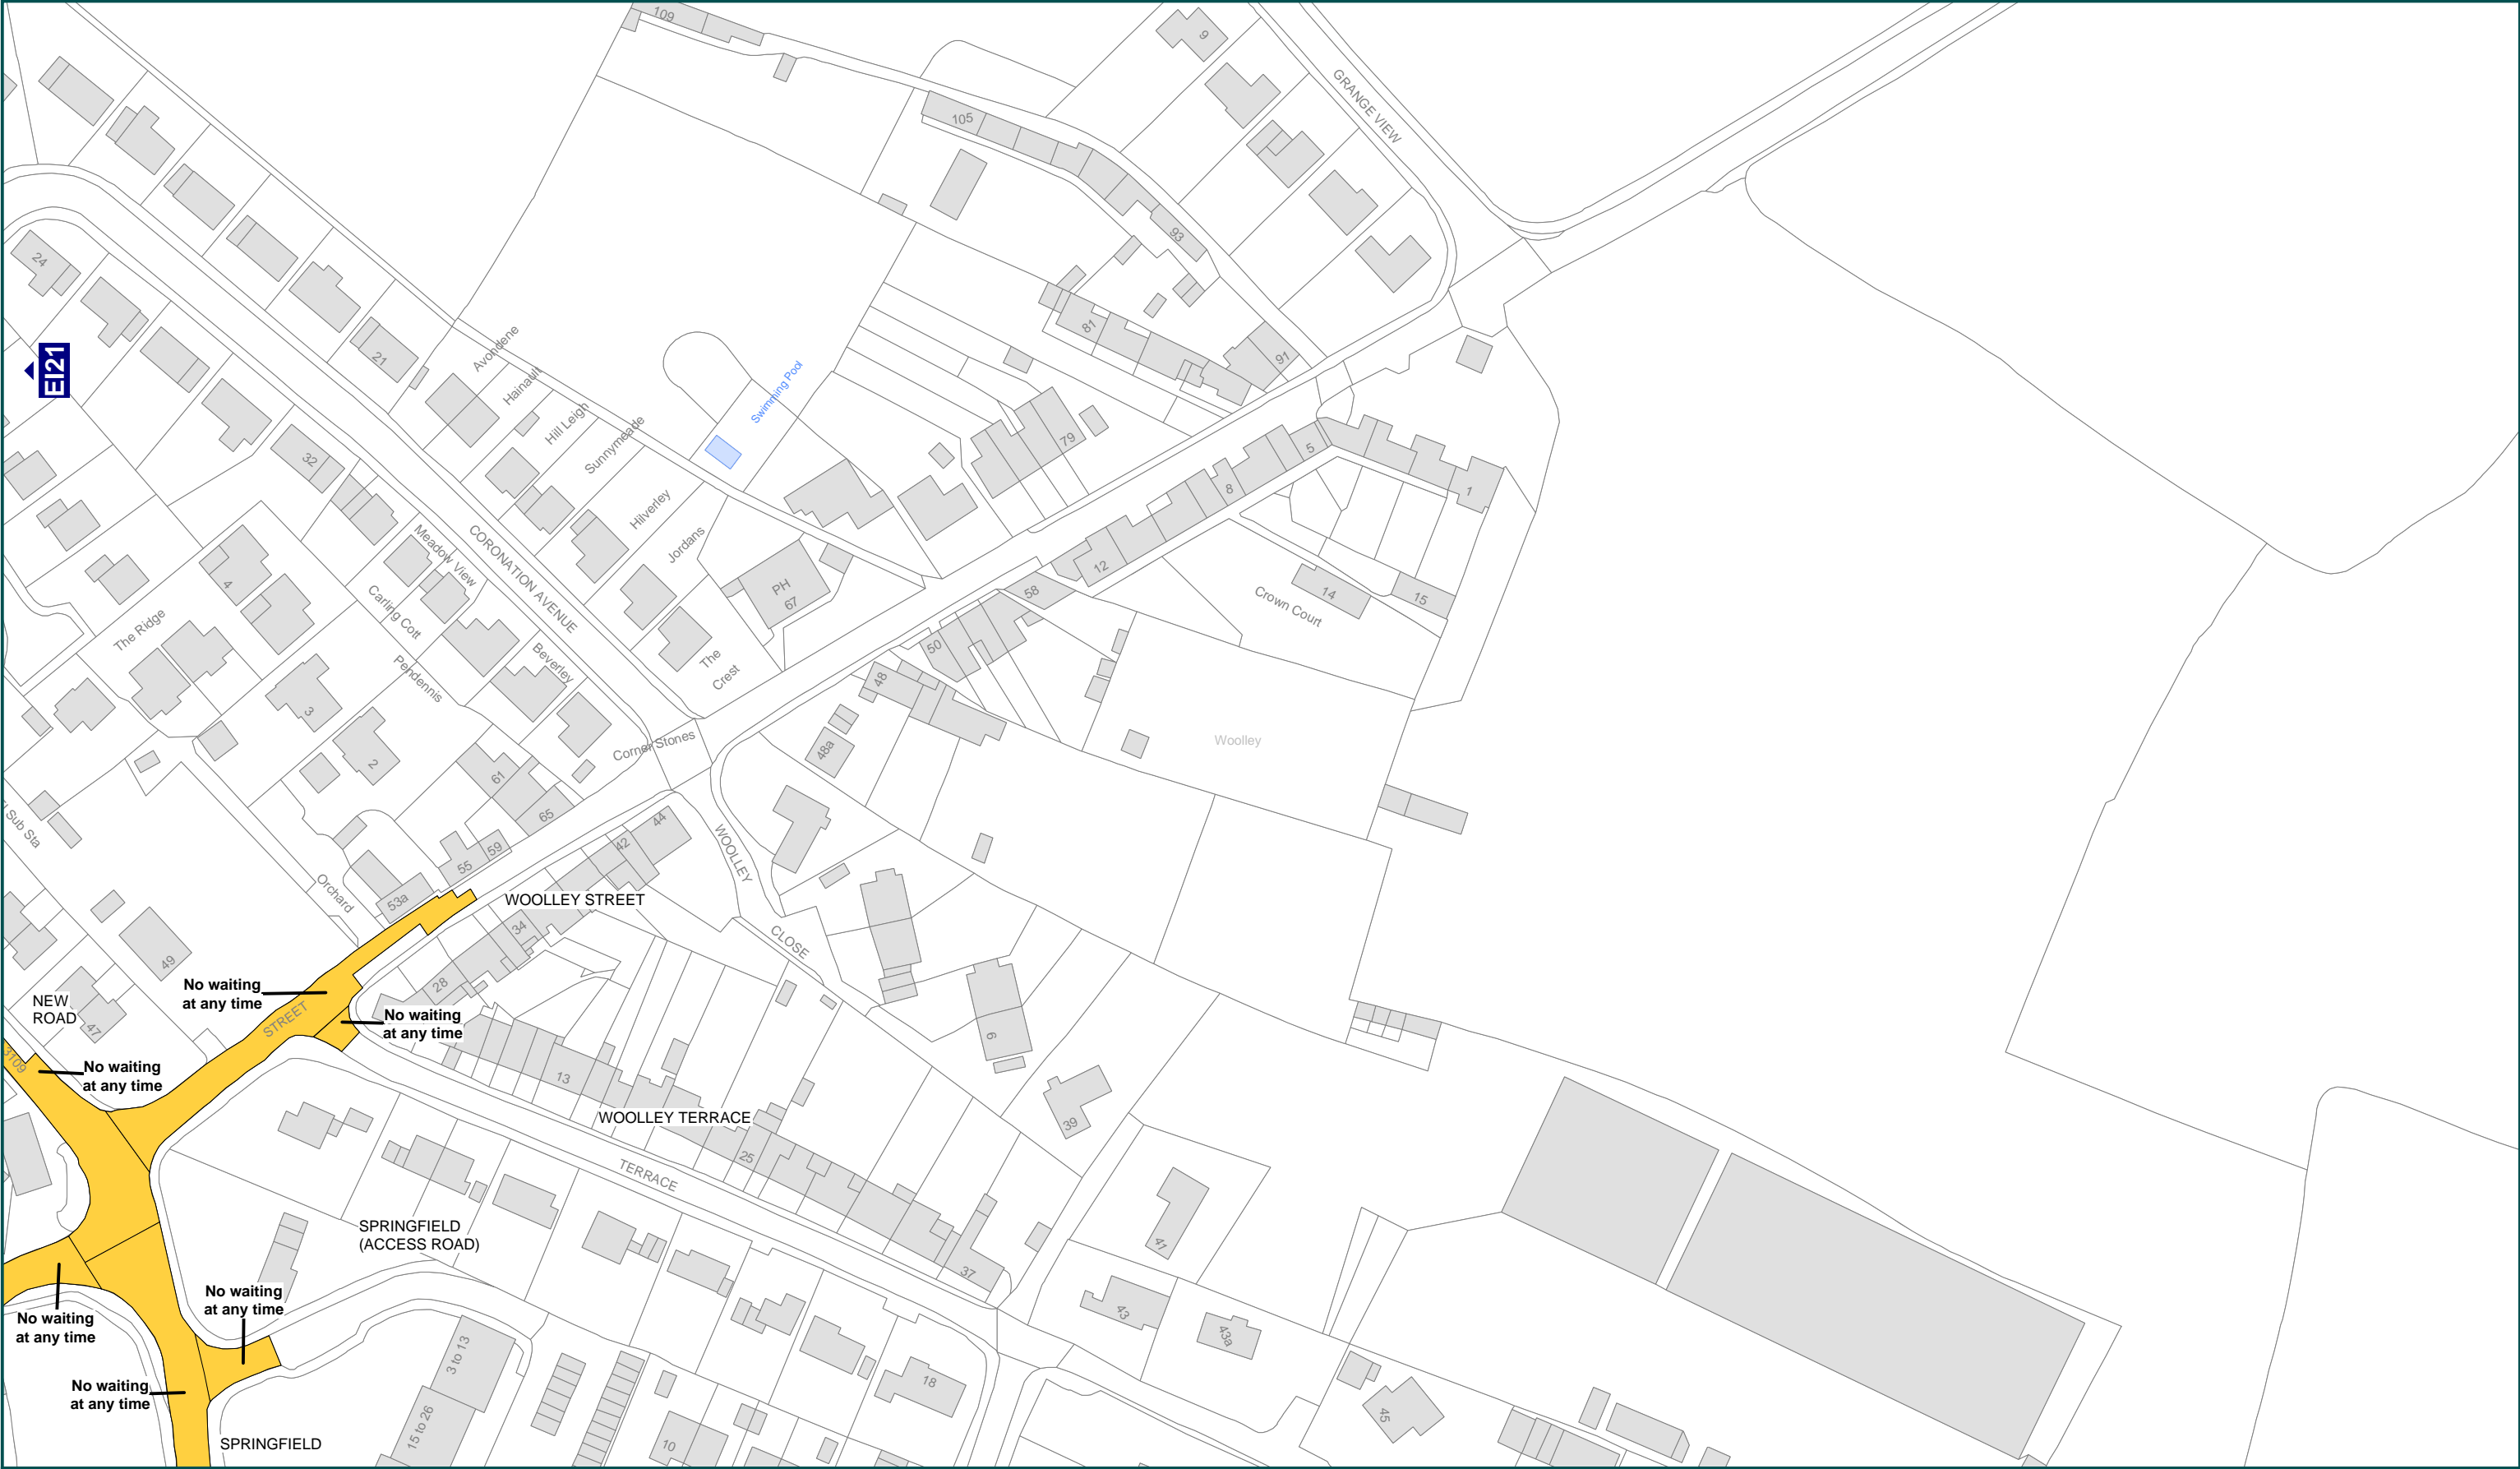 109
9
GRANGE VIEW
105
93
24
EI21
21
Avondene
Hainault
Hill Leigh
Sunnymeade
Swimming Pool
81
91
79
5
8
1
32
Hilverley
Jordans
CORONATION AVENUE
Meadow View
Carling Cott
Pendennis
Beverley
The Ridge
4
PH
67
12
58
14
15
Crown Court
50
48
48a
The
Crest
Corner Stones
Woolley
3
2
61
65
59
55
53a
44
42
WOOLLEY
CLOSE
WOOLLEY STREET
34
28
Sub Sta
Orchard
49
47
NEW
ROAD
No waiting
at any time
STREET
No waiting
at any time
No waiting
at any time
3109
6
39
13
WOOLLEY TERRACE
25
TERRACE
37
41
43
43a
45
SPRINGFIELD
(ACCESS ROAD)
No waiting
at any time
No waiting
at any time
No waiting
at any time
SPRINGFIELD
3 to 13
15 to 26
10
18